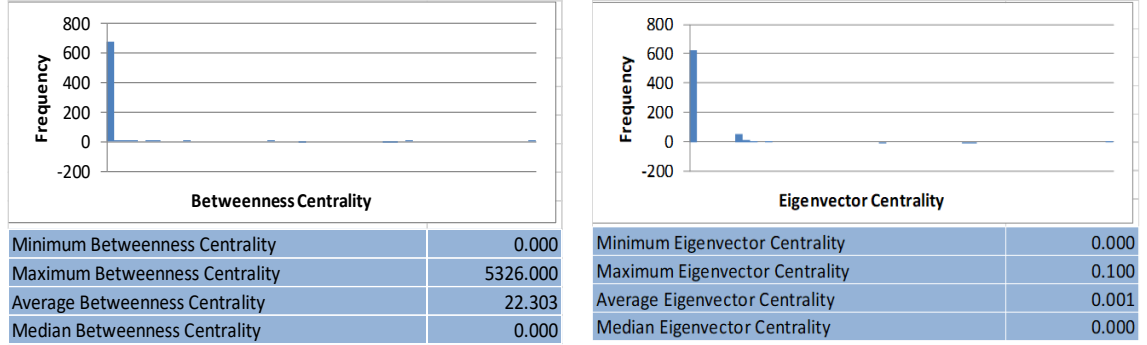 800
600
400
200
0
-200
Frequency
Betweenness Centrality
Minimum Betweenness Centrality 0.000
Maximum Betweenness Centrality 5326.000
Average Betweenness Centrality 22.303
Median Betweenness Centrality 0.000
800
600
400
200
0
-200
Frequency
Eigenvector Centrality
Minimum Eigenvector Centrality 0.000
Maximum Eigenvector Centrality 0.100
Average Eigenvector Centrality 0.001
Median Eigenvector Centrality 0.000